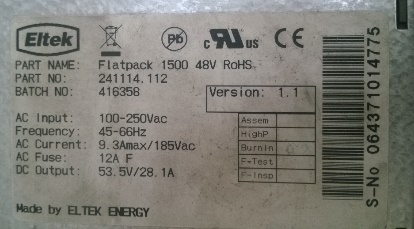 Eltek
Pb
c RU us CE
PART NAME: Flatpack 1500 48V RoHS
PART NO: 241114.112
BATCH NO: 416358
Version: 1.1
AC Input: 100-250Vac
Frequency: 45-66Hz
AC Current: 9.3Amax/185Vac
AC Fuse: 12A F
DC Output: 53.5V/28.1A
Assem
HighP
Burnin
F-Test
F-Insp
Made by ELTEK ENERGY
S-No 064371014775